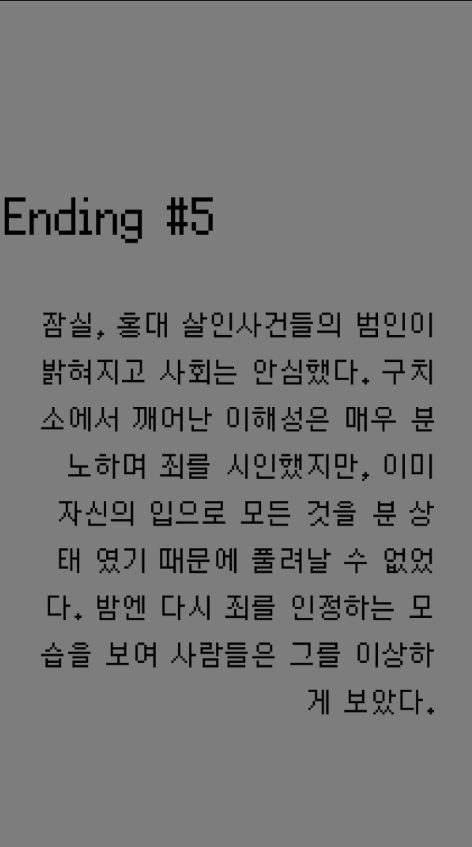 Ending #5
잠실, 홍대 살인사건들의 범인이
밝혀지고 사회는 안심했다. 구치
소에서 깨어난 이해성은 매우 분
노하며 죄를 시인했지만, 이미
자신의 입으로 모든 것을 분 상
태 였기 때문에 풀려날 수 없었
다. 밤엔 다시 죄를 인정하는 모
습을 보여 사람들은 그를 이상하
게 보았다.